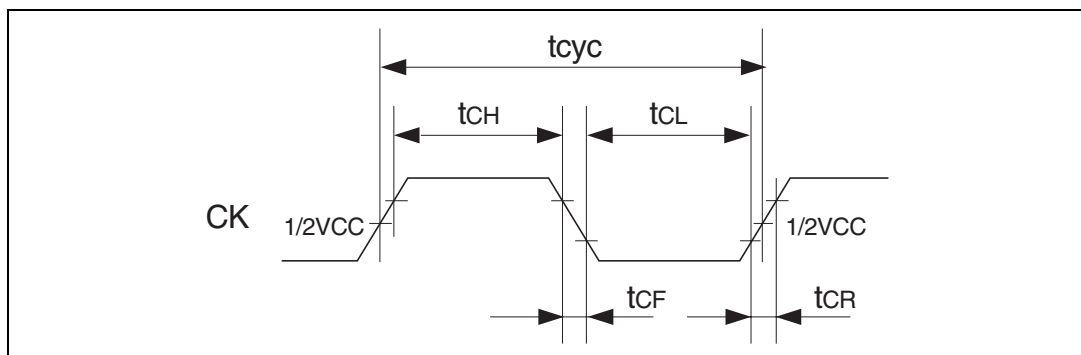 tcyc
tCH
tCL
CK
1/2VCC
1/2VCC
tCF
tCR